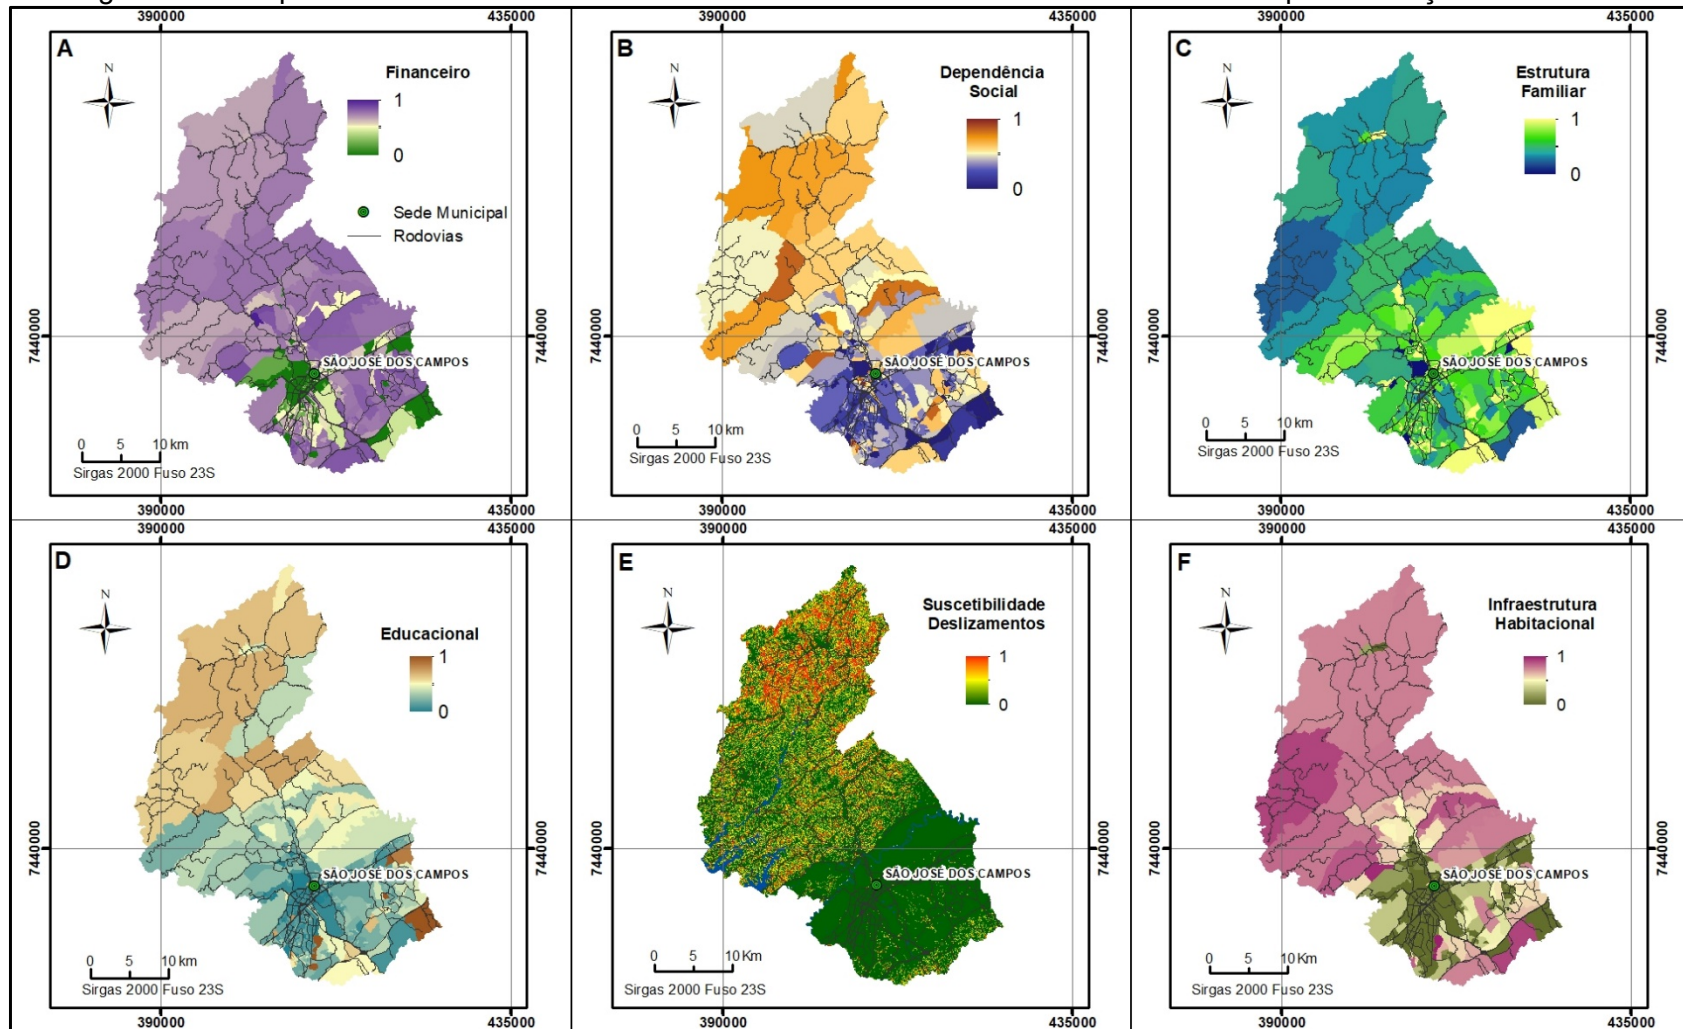 390000 435000 390000 435000 390000 435000
A
N
Financeiro
1
0
Sede Municipal
Rodovias
7440000
7440000
SÃO JOSÉ DOS CAMPOS
0 5 10 km
Sirgas 2000 Fuso 23S
B
N
Dependência
Social
1
0
7440000
7440000
SÃO JOSÉ DOS CAMPOS
0 5 10 km
Sirgas 2000 Fuso 23S
C
N
Estrutura
Familiar
1
0
7440000
7440000
SÃO JOSÉ DOS CAMPOS
0 5 10 km
Sirgas 2000 Fuso 23S
390000 435000 390000 435000 390000 435000
390000 435000 390000 435000 390000 435000
D
N
Educacional
1
0
7440000
7440000
SÃO JOSÉ DOS CAMPOS
0 5 10 km
Sirgas 2000 Fuso 23S
E
N
Suscetibilidade
Deslizamentos
1
0
7440000
7440000
SÃO JOSÉ DOS CAMPOS
0 5 10 Km
Sirgas 2000 Fuso 23S
F
N
Infraestrutura
Habitacional
1
0
7440000
7440000
SÃO JOSÉ DOS CAMPOS
0 5 10 Km
Sirgas 2000 Fuso 23S
390000 435000 390000 435000 390000 435000